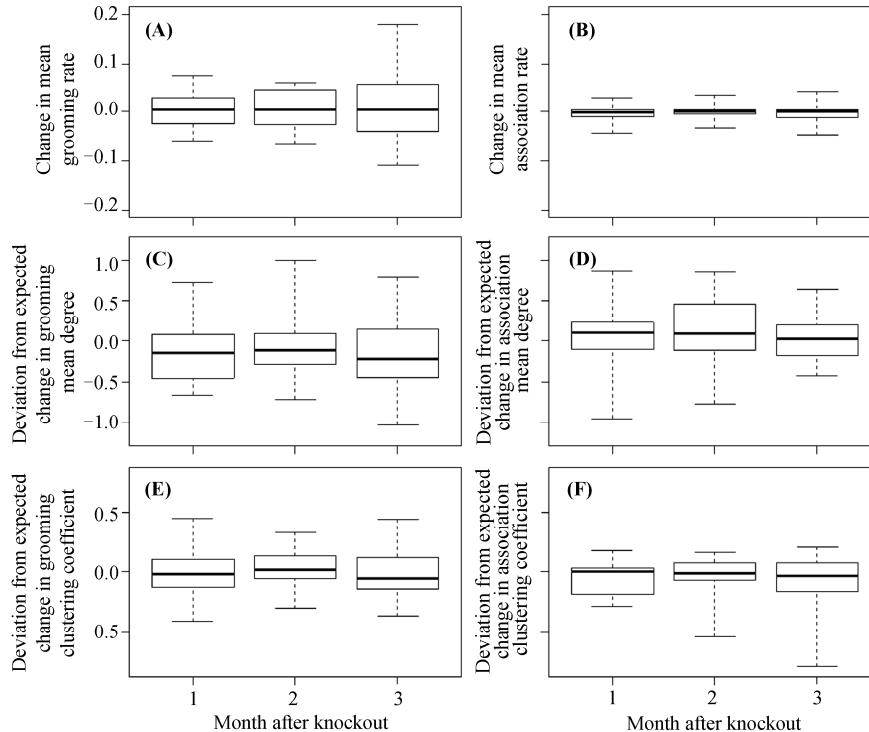 (A)
Change in mean
grooming rate
0.2
0.1
0.0
−0.1
−0.2
(B)
Change in mean
association rate
(C)
Deviation from expected
change in grooming
mean degree
1.0
0.5
0.0
−0.5
−1.0
(D)
Deviation from expected
change in association
mean degree
(E)
Deviation from expected
change in grooming
clustering coefficient
0.5
0.0
0.5
1
2
3
Month after knockout
(F)
Deviation from expected
change in association
clustering coefficient
1
2
3
Month after knockout